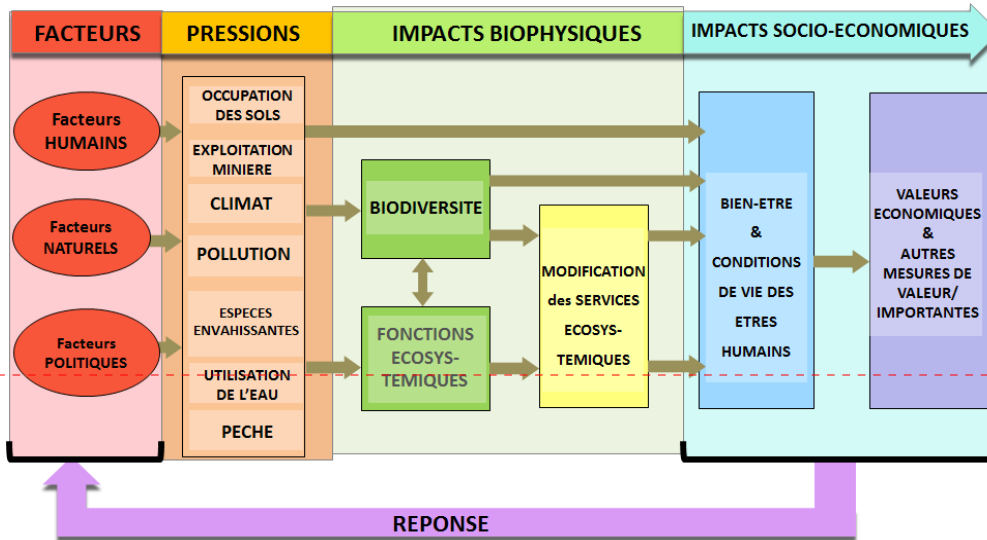 FACTEURS
PRESSIONS
IMPACTS BIOPHYSIQUES
IMPACTS SOCIO-ECONOMIQUES
Facteurs
HUMAINS
Facteurs
NATURELS
Facteurs
POLITIQUES
OCCUPATION
DES SOLS
EXPLOITATION
MINIERE
CLIMAT
POLLUTION
ESPECES
ENVAHISSANTES
UTILISATION
DE L'EAU
PECHE
BIODIVERSITE
FONCTIONS
ECOSYS-
TEMIQUES
MODIFICATION
des SERVICES
ECOSYS-
TEMIQUES
BIEN-ETRE
&
CONDITIONS
DE VIE DES
ETRES
HUMAINS
VALEURS
ECONOMIQUES
&
AUTRES
MESURES DE
VALEUR/
IMPORTANTES
REPONSE